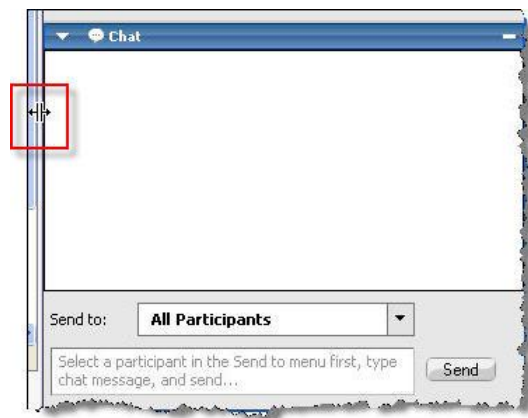 Chat
Send to: All Participants
Select a participant in the Send to menu first, type
chat message, and send...
Send